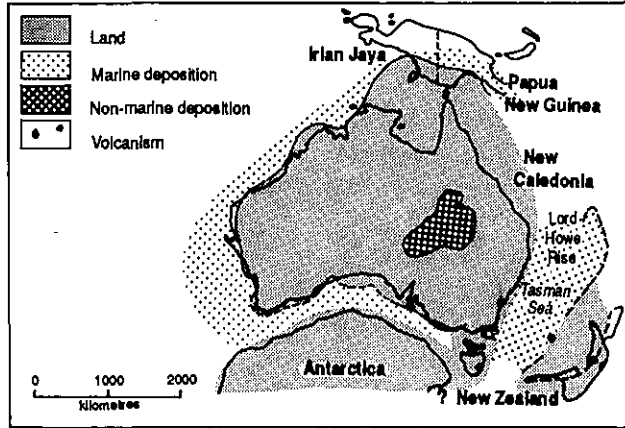 Land
Marine deposition
Non-marine deposition
Volcanism
Irian Jaya
Papua
New Guinea
New
Caledonia
Lord
Howe
Rise
Tasman
Sea
Antarctica
?
New Zealand
0 1000 2000
kilometres